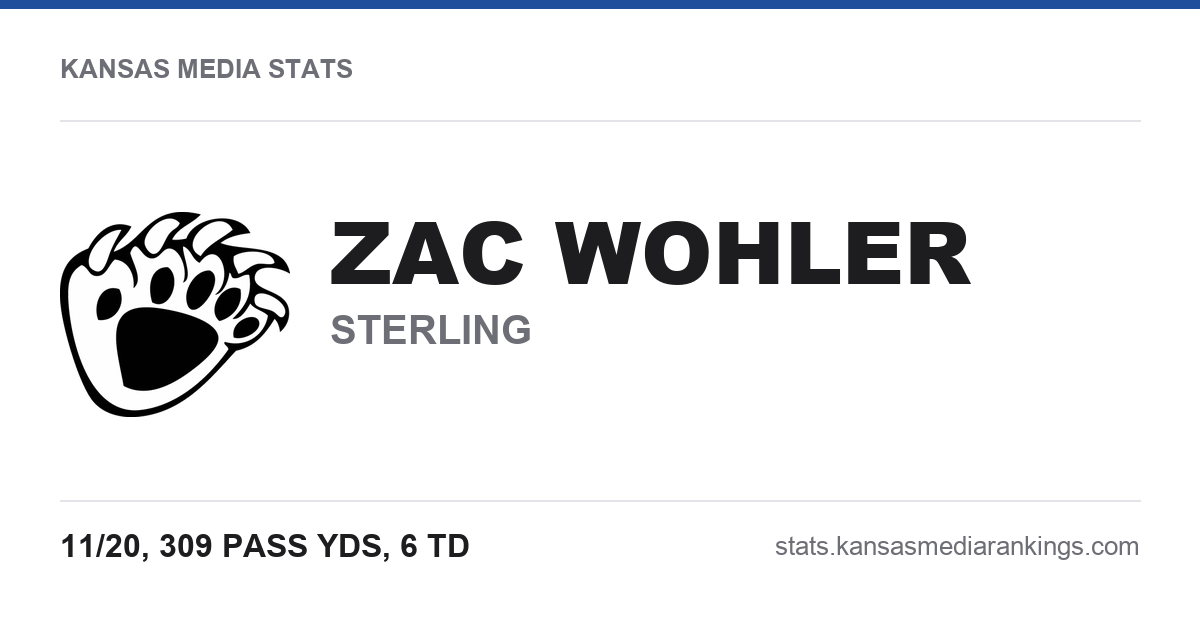 KANSAS MEDIA STATS
ZAC WOHLER
STERLING
11/20, 309 PASS YDS, 6 TD
stats.kansasmediarankings.com